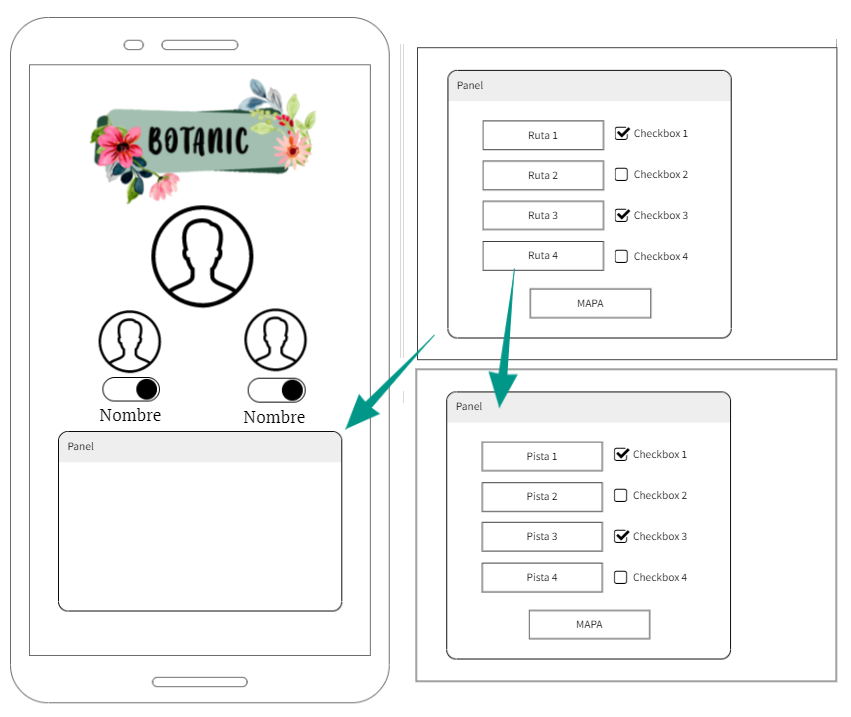 BOTANIC
Nombre
Nombre
Panel
Panel
Ruta 1
Checkbox 1
Ruta 2
Checkbox 2
Ruta 3
Checkbox 3
Ruta 4
Checkbox 4
MAPA
Panel
Pista 1
Checkbox 1
Pista 2
Checkbox 2
Pista 3
Checkbox 3
Pista 4
Checkbox 4
MAPA